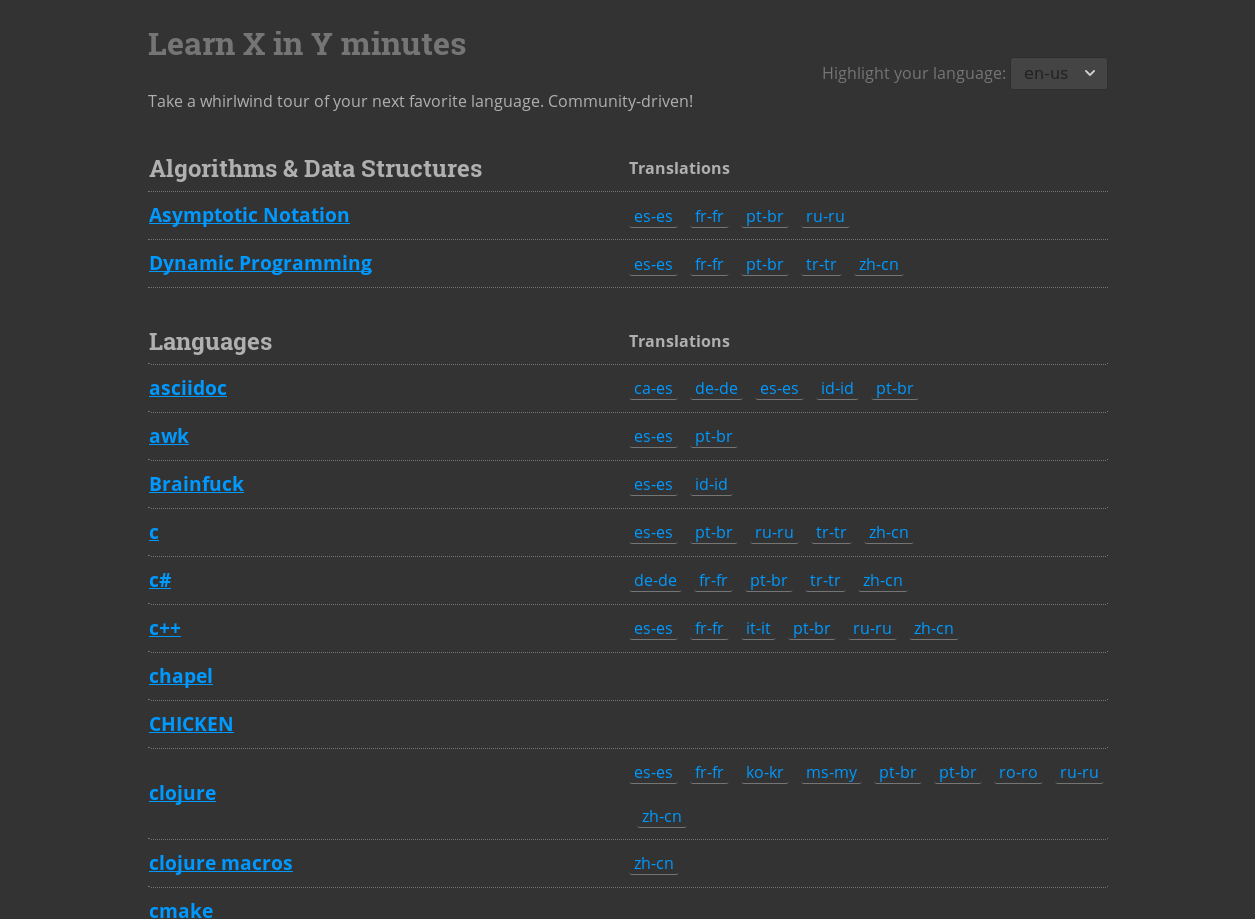 Learn X in Y minutes
Highlight your language: en-us
Take a whirlwind tour of your next favorite language. Community-driven!
Algorithms & Data Structures Translations
Asymptotic Notation es-es fr-fr pt-br ru-ru
Dynamic Programming es-es fr-fr pt-br tr-tr zh-cn
Languages Translations
asciidoc ca-es de-de es-es id-id pt-br
awk es-es pt-br
Brainfuck es-es id-id
c es-es pt-br ru-ru tr-tr zh-cn
c# de-de fr-fr pt-br tr-tr zh-cn
c++ es-es fr-fr it-it pt-br ru-ru zh-cn
chapel
CHICKEN
clojure es-es fr-fr ko-kr ms-my pt-br pt-br ro-ro ru-ru
zh-cn
clojure macros zh-cn
cmake